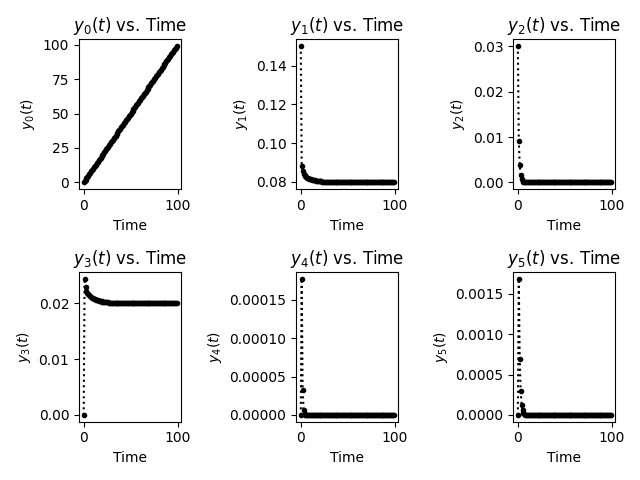 y₀(t) vs. Time
y₁(t) vs. Time
y₂(t) vs. Time
100
75
50
25
0
y₀(t)
0 100
Time
0.14
0.12
0.10
0.08
y₁(t)
0 100
Time
0.03
0.02
0.01
0.00
y₂(t)
0 100
Time
y₃(t) vs. Time
y₄(t) vs. Time
y₅(t) vs. Time
0.02
0.01
0.00
y₃(t)
0 100
Time
0.00015
0.00010
0.00005
0.00000
y₄(t)
0 100
Time
0.0015
0.0010
0.0005
0.0000
y₅(t)
0 100
Time